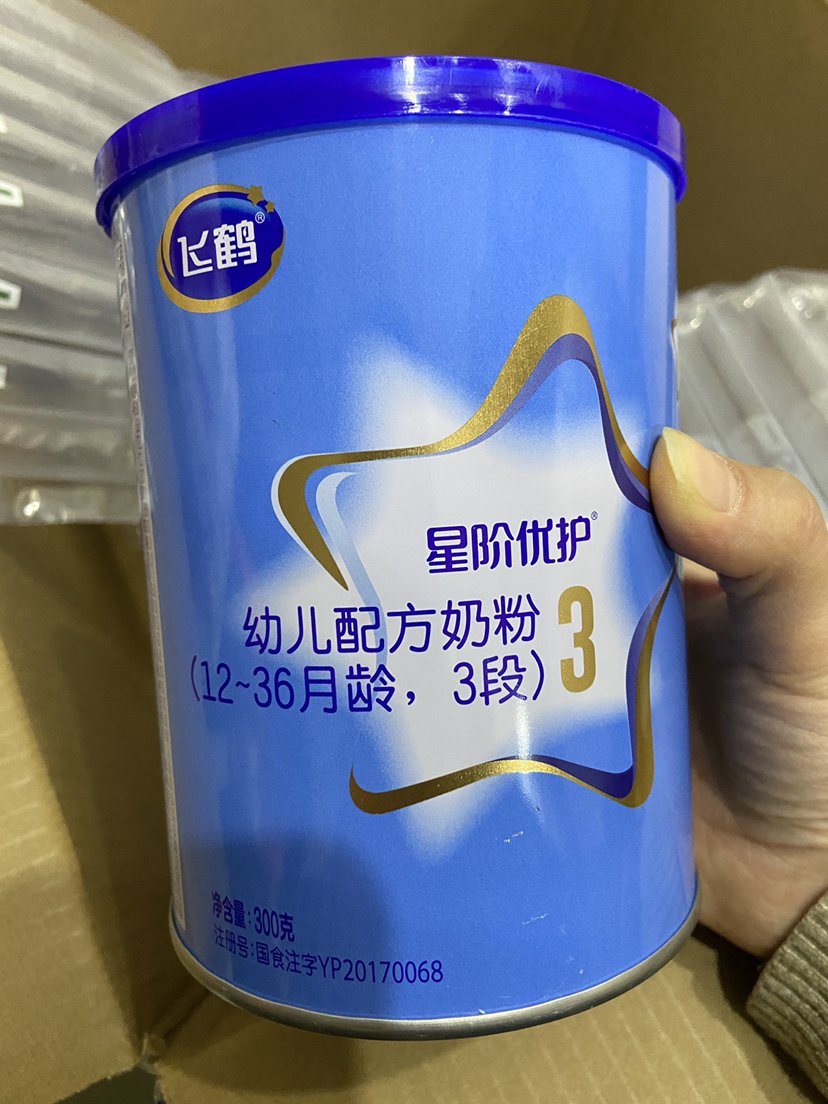 飞鹤®
星阶优护®
幼儿配方奶粉
(12~36月龄，3段) 3
净含量:300克
注册号:国食注字YP20170068